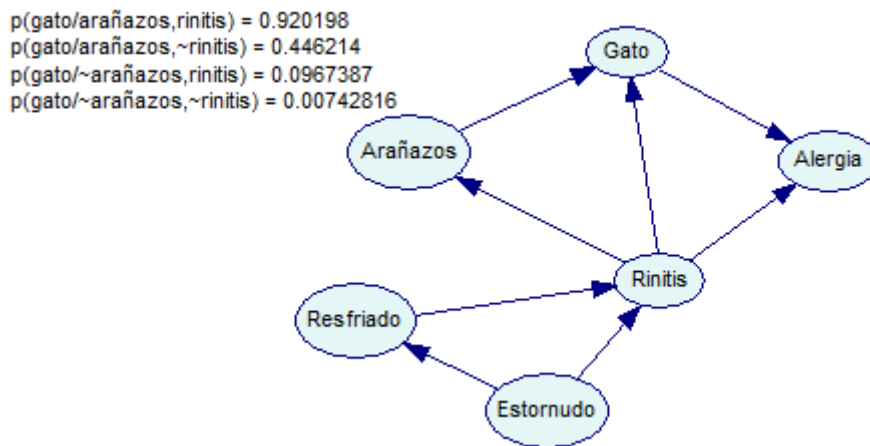 p(gato/arañazos,rinitis) = 0.920198
p(gato/arañazos,~rinitis) = 0.446214
p(gato/~arañazos,rinitis) = 0.0967387
p(gato/~arañazos,~rinitis) = 0.00742816
Gato
Arañazos
Alergia
Rinitis
Resfriado
Estornudo